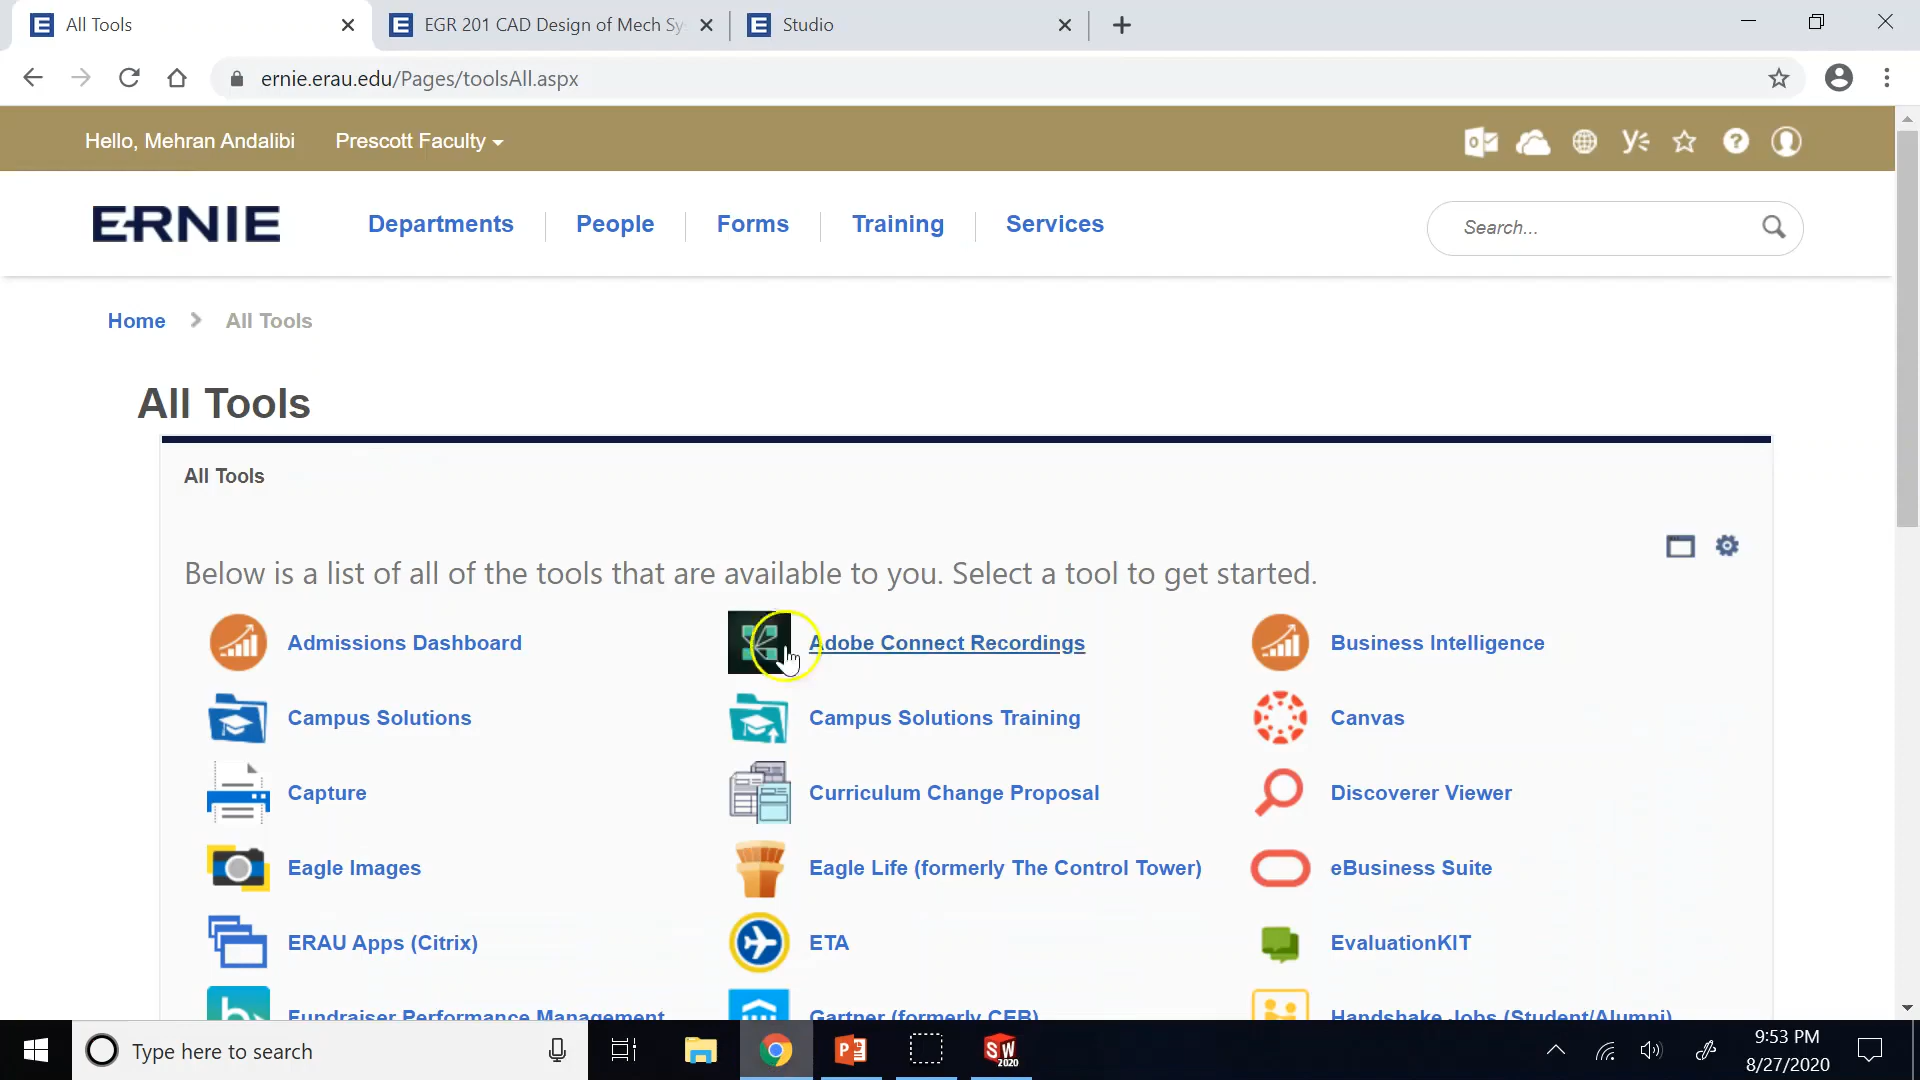 All Tools
EGR 201 CAD Design of Mech Sy
Studio
ernie.erau.edu/Pages/toolsAll.aspx
Hello, Mehran Andalibi
Prescott Faculty
ERNIE
Departments
People
Forms
Training
Services
Search...
Home
All Tools
All Tools
All Tools
Below is a list of all of the tools that are available to you. Select a tool to get started.
Admissions Dashboard
Adobe Connect Recordings
Business Intelligence
Campus Solutions
Campus Solutions Training
Canvas
Capture
Curriculum Change Proposal
Discoverer Viewer
Eagle Images
Eagle Life (formerly The Control Tower)
eBusiness Suite
ERAU Apps (Citrix)
ETA
EvaluationKIT
Fundraiser Performance Management
Gartner (formerly CEB)
Handshake Jobs (Student/Alumni)
Type here to search
SW 2020
9:53 PM
8/27/2020